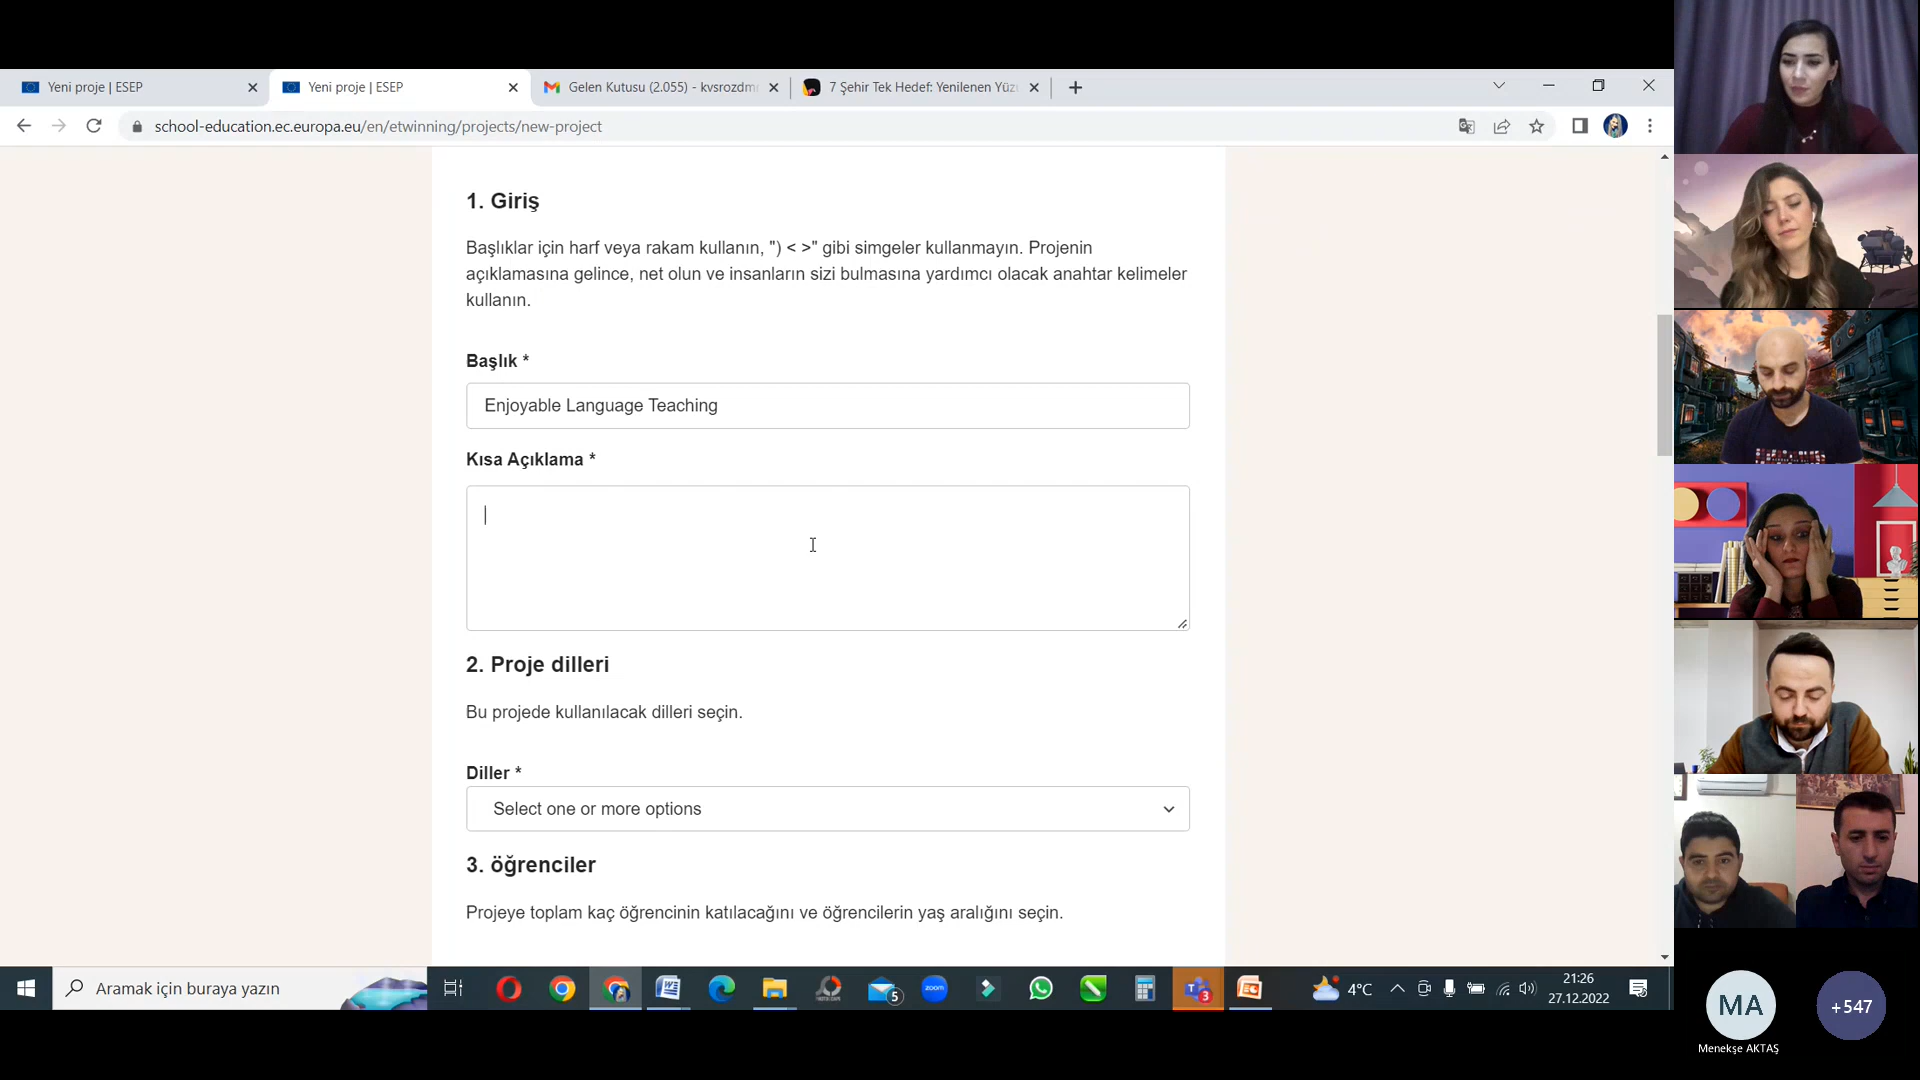 Yeni proje | ESEP
Yeni proje | ESEP
Gelen Kutusu (2.055) - kvsrozdm
7 Şehir Tek Hedef: Yenilenen Yüz
school-education.ec.europa.eu/en/etwinning/projects/new-project
1. Giriş
Başlıklar için harf veya rakam kullanın, ") < >" gibi simgeler kullanmayın. Projenin
açıklamasına gelince, net olun ve insanların sizi bulmasına yardımcı olacak anahtar kelimeler
kullanın.
Başlık *
Enjoyable Language Teaching
Kısa Açıklama *
2. Proje dilleri
Bu projede kullanılacak dilleri seçin.
Diller *
Select one or more options
3. öğrenciler
Projeye toplam kaç öğrencinin katılacağını ve öğrencilerin yaş aralığını seçin.
Aramak için buraya yazın
5
zoom
3
4°C
21:26
27.12.2022
MA
Menekşe AKTAŞ
+547